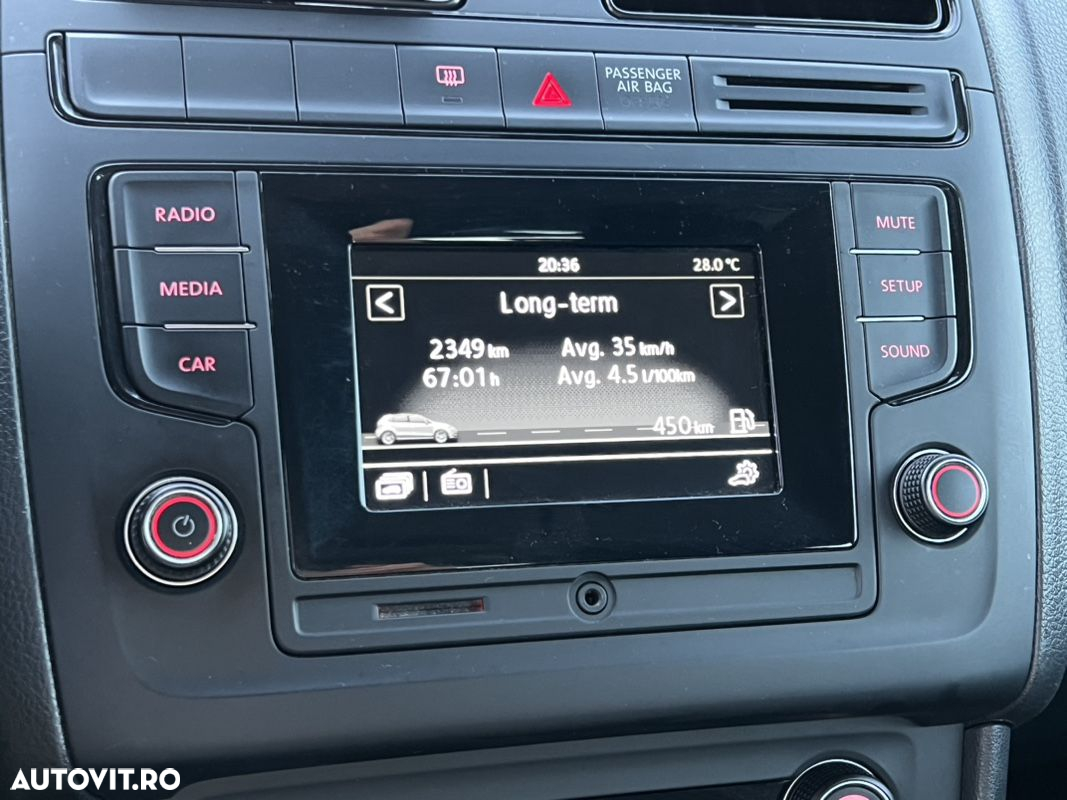 PASSENGER
AIR BAG
RADIO
MEDIA
CAR
20:36 28.0 °C
Long-term
2349 km Avg. 35 km/h
67:01 h Avg. 4.5 l/100km
450 km
MUTE
SETUP
SOUND
AUTOVIT.RO